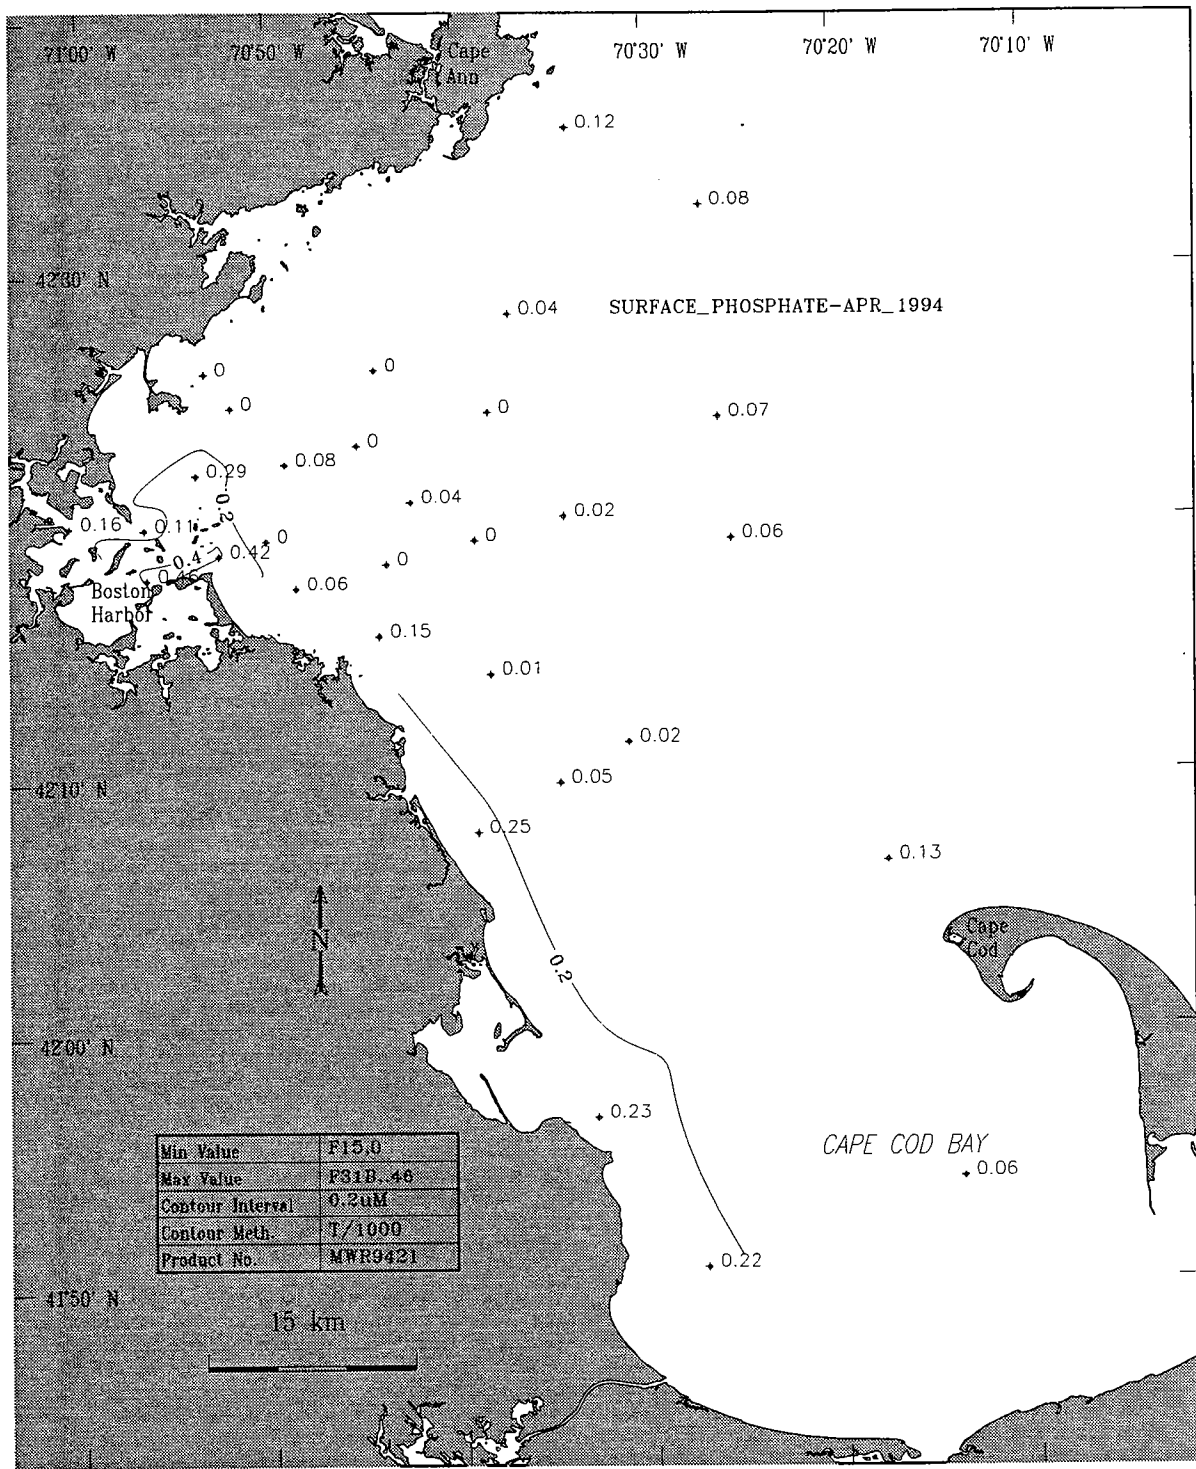 71°00' W
70°50' W
70°30' W
70°20' W
70°10' W
Cape
Ann
0.12
0.08
42°30' N
0.04
SURFACE_PHOSPHATE-APR_1994
0
0
0
0
0.07
0
0.08
0.29
0.2
0.04
0.02
0.16
0.11
0
0
0.06
0.42
0.4
0
0.46
Boston
Harbor
0.06
0.15
0.01
0.02
0.05
42°10' N
0.25
0.13
N
Cape
Cod
0.2
42°00' N
0.23
CAPE COD BAY
0.06
Min Value F15,0
Max Value F31B,.46
Contour Interval 0.2uM
Contour Meth. T/1000
Product No. MWR9421
0.22
41°50' N
15 km